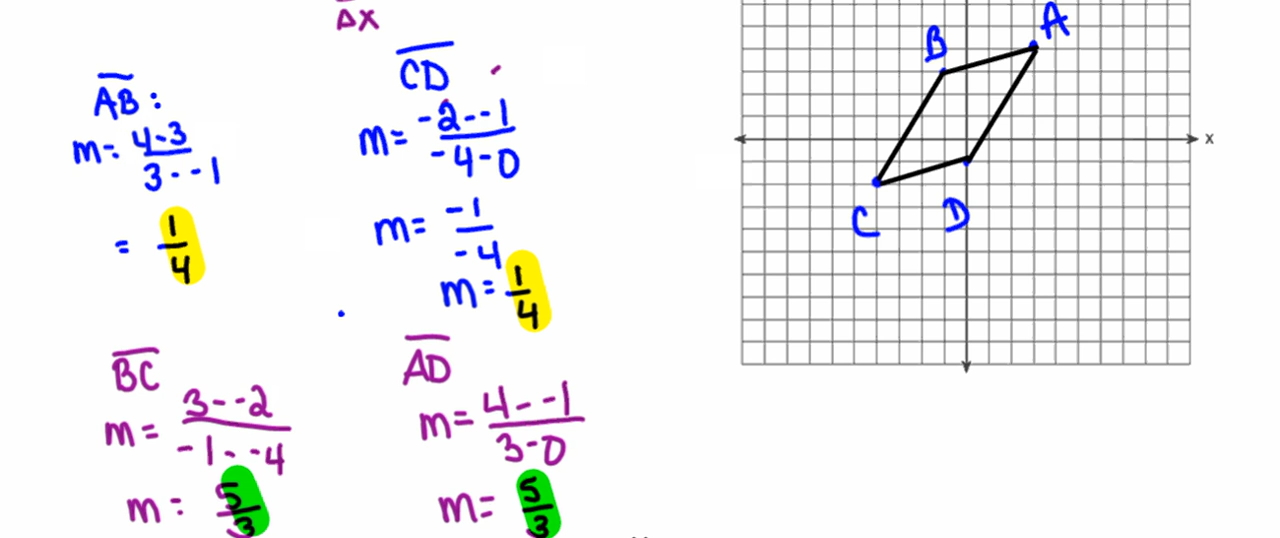 Δx
AB:
m = 4-3 / 3--1
= 1/4
CD
m = -2--1 / -4-0
m = -1 / -4
m = 1/4
BC
m = 3--2 / -1--4
m = 5/3
AD
m = 4--1 / 3-0
m = 5/3
A
B
x
C
D